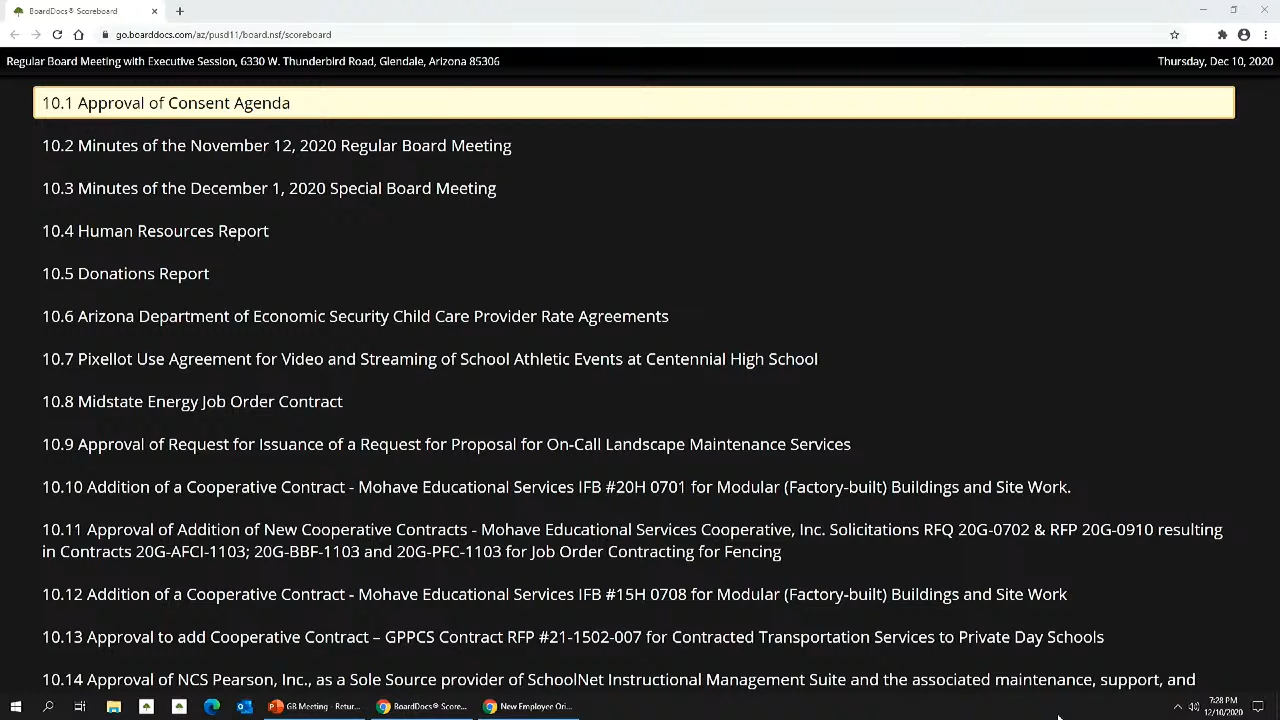 BoardDocs® Scoreboard
go.boarddocs.com/az/pusd11/board.nsf/scoreboard
Regular Board Meeting with Executive Session, 6330 W. Thunderbird Road, Glendale, Arizona 85306
Thursday, Dec 10, 2020
10.1 Approval of Consent Agenda
10.2 Minutes of the November 12, 2020 Regular Board Meeting
10.3 Minutes of the December 1, 2020 Special Board Meeting
10.4 Human Resources Report
10.5 Donations Report
10.6 Arizona Department of Economic Security Child Care Provider Rate Agreements
10.7 Pixellot Use Agreement for Video and Streaming of School Athletic Events at Centennial High School
10.8 Midstate Energy Job Order Contract
10.9 Approval of Request for Issuance of a Request for Proposal for On-Call Landscape Maintenance Services
10.10 Addition of a Cooperative Contract - Mohave Educational Services IFB #20H 0701 for Modular (Factory-built) Buildings and Site Work.
10.11 Approval of Addition of New Cooperative Contracts - Mohave Educational Services Cooperative, Inc. Solicitations RFQ 20G-0702 & RFP 20G-0910 resulting
in Contracts 20G-AFCI-1103; 20G-BBF-1103 and 20G-PFC-1103 for Job Order Contracting for Fencing
10.12 Addition of a Cooperative Contract - Mohave Educational Services IFB #15H 0708 for Modular (Factory-built) Buildings and Site Work
10.13 Approval to add Cooperative Contract – GPPCS Contract RFP #21-1502-007 for Contracted Transportation Services to Private Day Schools
10.14 Approval of NCS Pearson, Inc., as a Sole Source provider of SchoolNet Instructional Management Suite and the associated maintenance, support, and
GB Meeting - Retur...
BoardDocs® Score...
New Employee Ori...
7:28 PM
12/10/2020